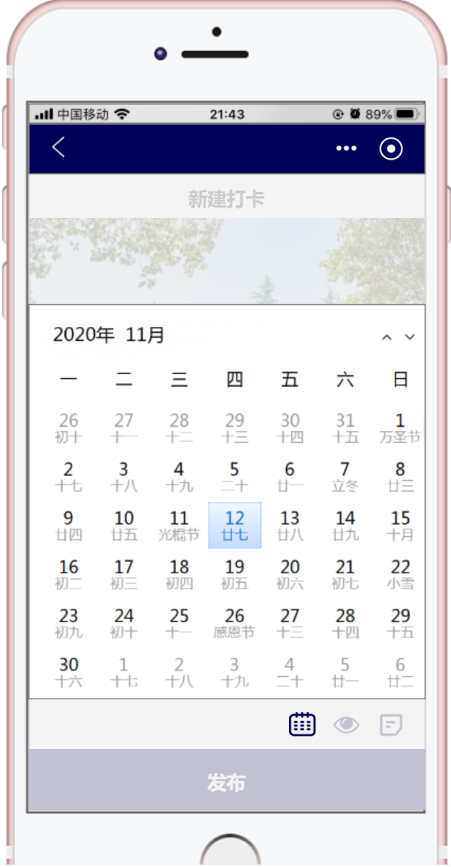 中国移动 21:43 89%
新建打卡
2020年 11月
一 二 三 四 五 六 日
26 27 28 29 30 31 1
初十 十一 十二 十三 十四 十五 万圣节
2 3 4 5 6 7 8
十七 十八 十九 二十 廿一 立冬 廿三
9 10 11 12 13 14 15
廿四 廿五 光棍节 廿七 廿八 廿九 十月
16 17 18 19 20 21 22
初二 初三 初四 初五 初六 初七 小雪
23 24 25 26 27 28 29
初九 初十 十一 感恩节 十三 十四 十五
30 1 2 3 4 5 6
十六 十七 十八 十九 二十 廿一 廿二
发布